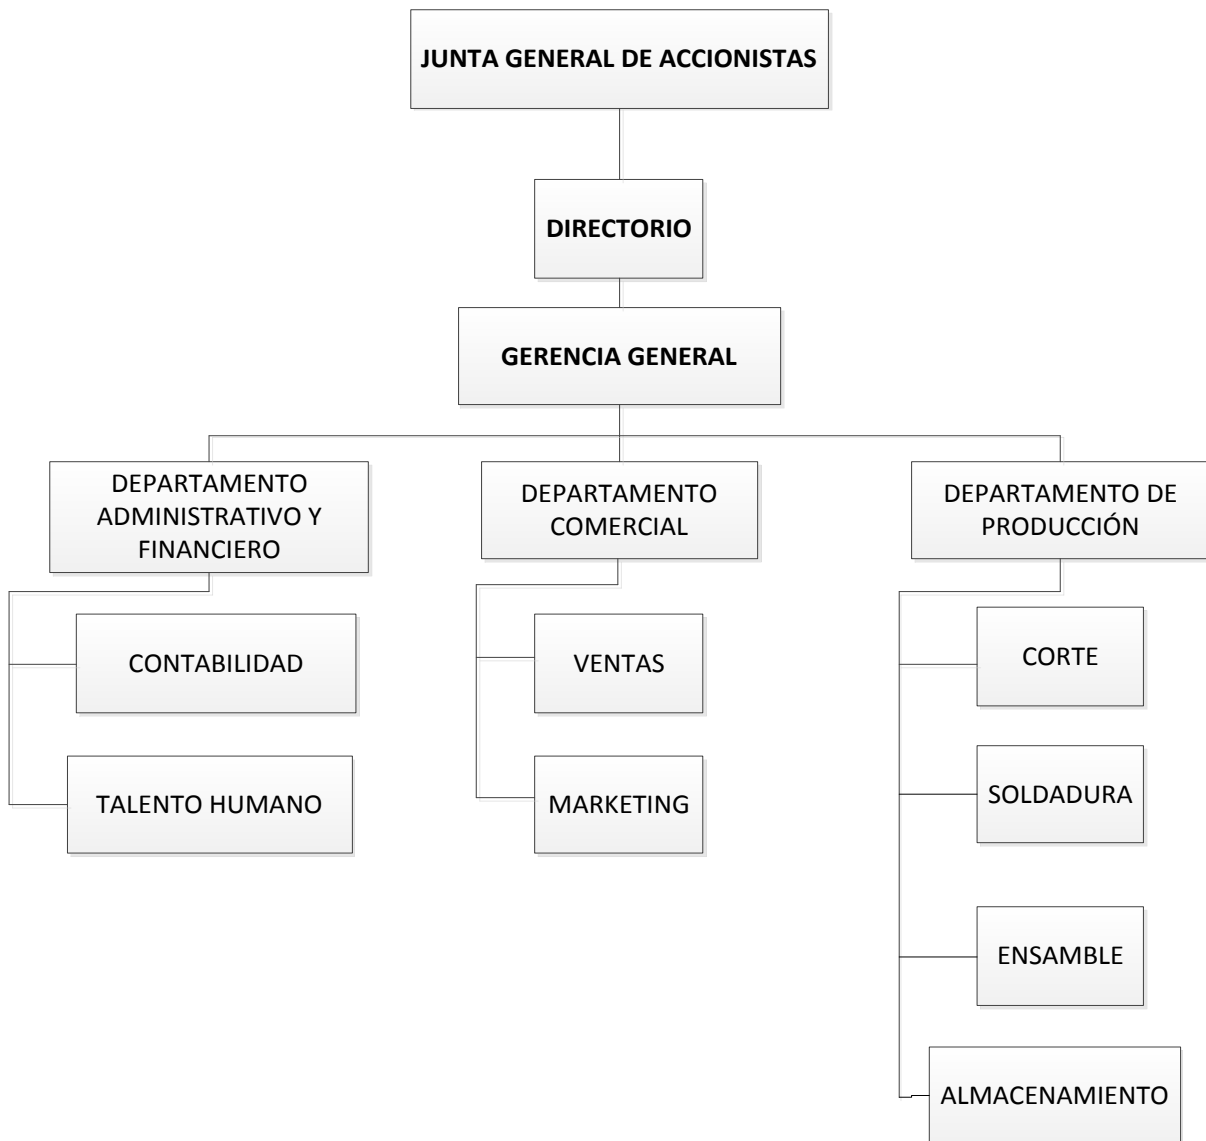 JUNTA GENERAL DE ACCIONISTAS
DIRECTORIO
GERENCIA GENERAL
DEPARTAMENTO
ADMINISTRATIVO Y
FINANCIERO
CONTABILIDAD
TALENTO HUMANO
DEPARTAMENTO
COMERCIAL
VENTAS
MARKETING
DEPARTAMENTO DE
PRODUCCIÓN
CORTE
SOLDADURA
ENSAMBLE
ALMACENAMIENTO